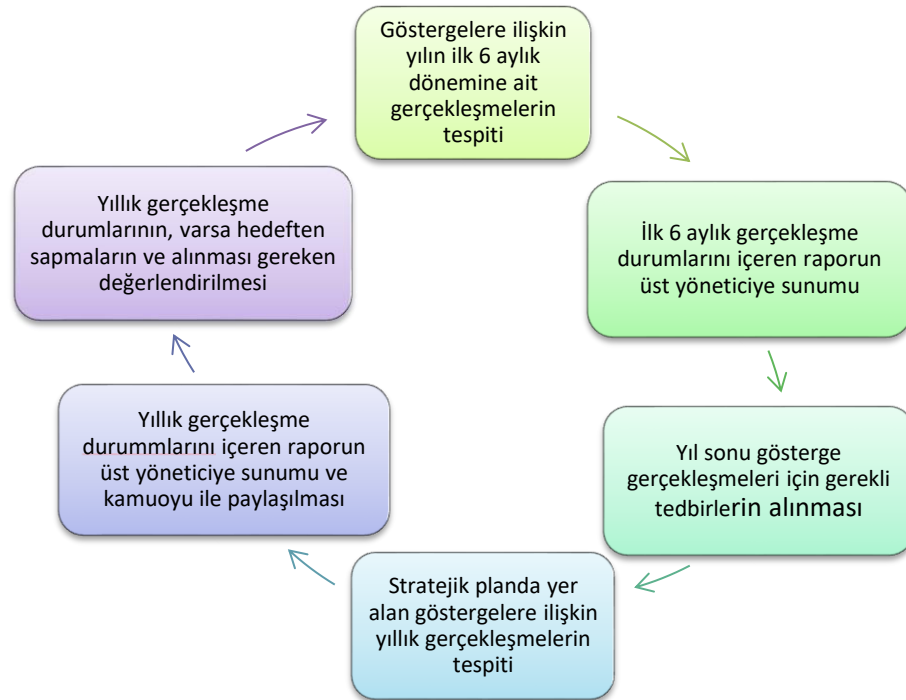 Göstergelere ilişkin
yılın ilk 6 aylık
dönemine ait
gerçekleşmelerin
tespiti
İlk 6 aylık gerçekleşme
durumlarını içeren raporun
üst yöneticiye sunumu
Yıl sonu gösterge
gerçekleşmeleri için gerekli
tedbirlerin alınması
Stratejik planda yer
alan göstergelere ilişkin
yıllık gerçekleşmelerin
tespiti
Yıllık gerçekleşme
durummlarını içeren raporun
üst yöneticiye sunumu ve
kamuoyu ile paylaşılması
Yıllık gerçekleşme
durumlarının, varsa hedeften
sapmaların ve alınması gereken
değerlendirilmesi